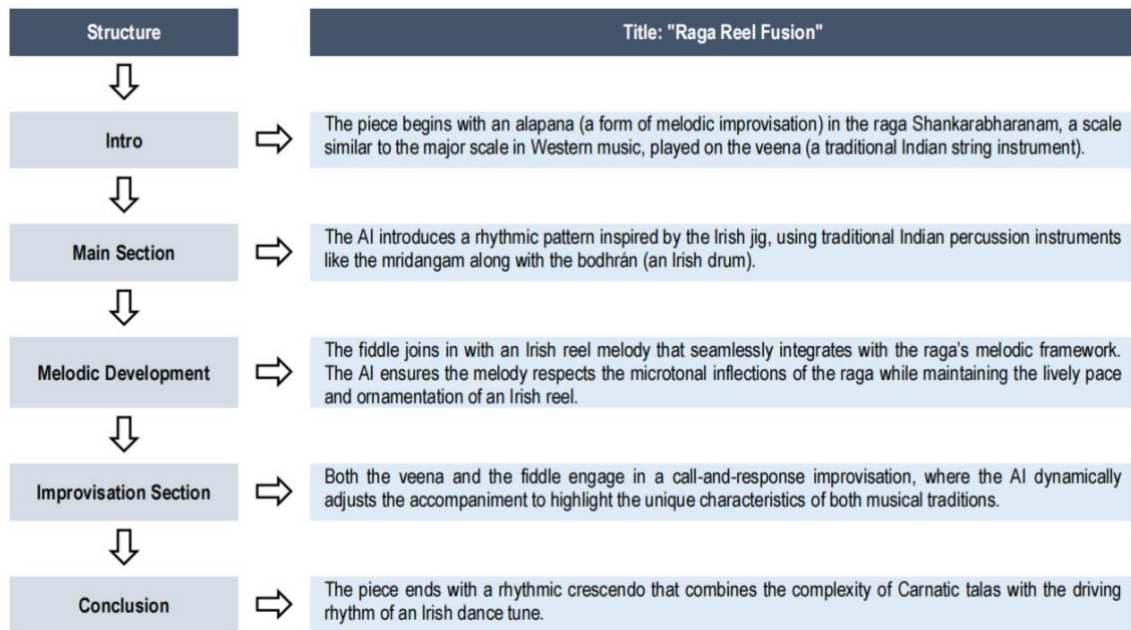 Structure
Title: "Raga Reel Fusion"
Intro
The piece begins with an alapana (a form of melodic improvisation) in the raga Shankarabharanam, a scale
similar to the major scale in Western music, played on the veena (a traditional Indian string instrument).
Main Section
The AI introduces a rhythmic pattern inspired by the Irish jig, using traditional Indian percussion instruments
like the mridangam along with the bodhrán (an Irish drum).
Melodic Development
The fiddle joins in with an Irish reel melody that seamlessly integrates with the raga's melodic framework.
The AI ensures the melody respects the microtonal inflections of the raga while maintaining the lively pace
and ornamentation of an Irish reel.
Improvisation Section
Both the veena and the fiddle engage in a call-and-response improvisation, where the AI dynamically
adjusts the accompaniment to highlight the unique characteristics of both musical traditions.
Conclusion
The piece ends with a rhythmic crescendo that combines the complexity of Carnatic talas with the driving
rhythm of an Irish dance tune.